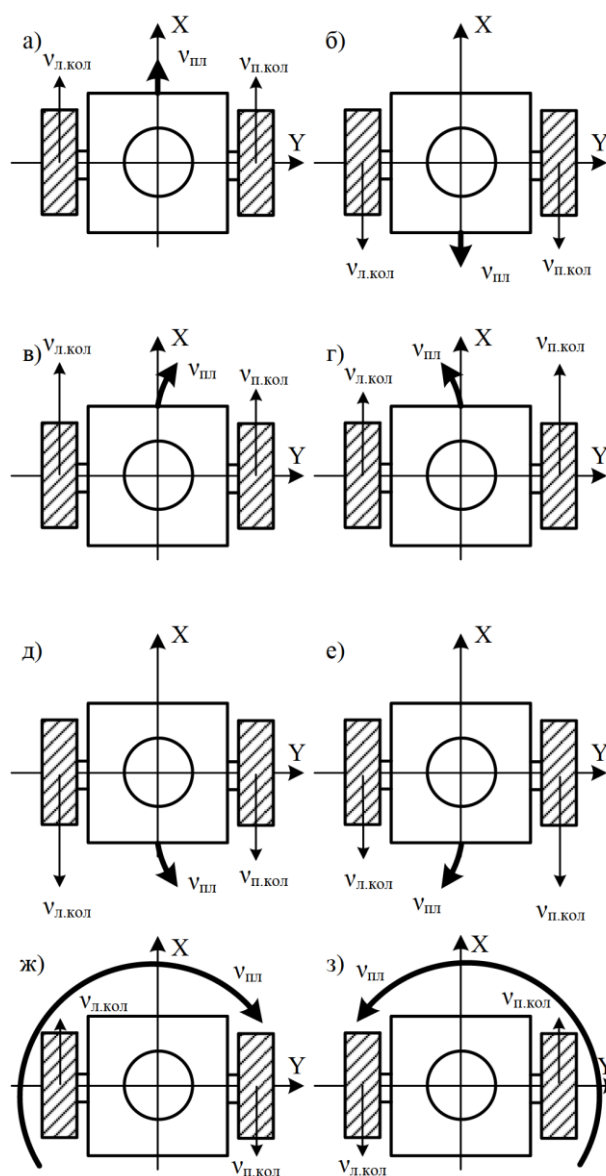 а) X б) X
vл.кол vпл vп.кол
Y Y
vл.кол vпл vп.кол
в) vл.кол X vпл vп.кол г) vпл X vп.кол
vл.кол
Y Y
д) X е) X
Y Y
vл.кол vпл vп.кол vл.кол vпл vп.кол
ж) X vпл з) vпл X
vл.кол vп.кол
Y Y
vп.кол vл.кол